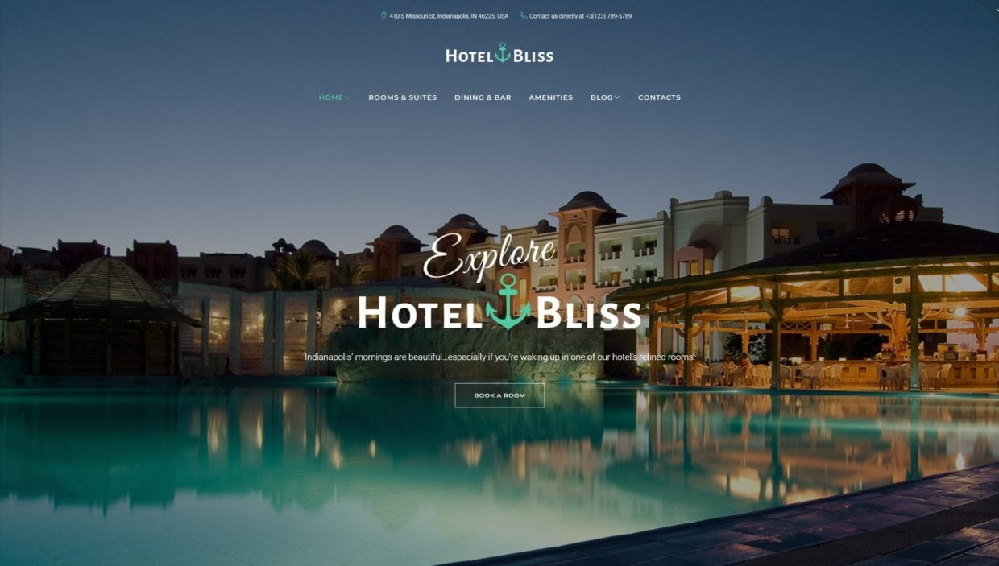 410 S Missouri St, Indianapolis, IN 46225, USA Contact us directly at +3(123) 789-5789
HOTEL BLISS
HOME ROOMS & SUITES DINING & BAR AMENITIES BLOG CONTACTS
Explore
HOTEL BLISS
Indianapolis' mornings are beautiful...especially if you're waking up in one of our hotel's refined rooms!
BOOK A ROOM